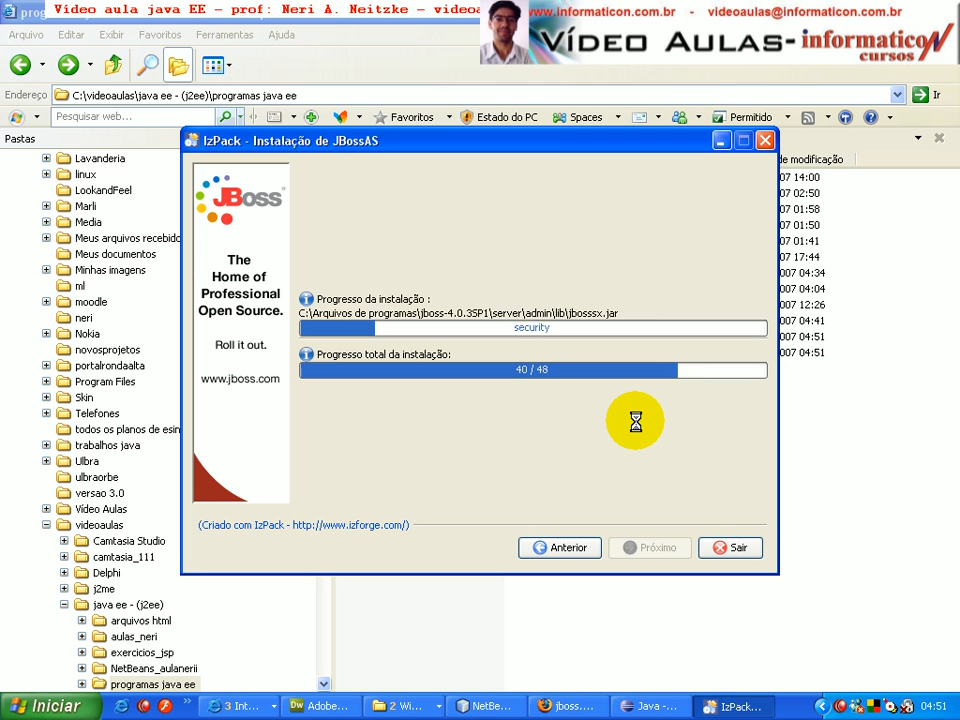 prog
Vídeo aula java EE – prof: Neri A. Neitzke – videoa
www.informaticon.com.br - videoaulas@informaticon.com.br
VÍDEO AULAS-informaticoN
cursos
Arquivo Editar Exibir Favoritos Ferramentas Ajuda
Endereço C:\videoaulas\java ee - (j2ee)\programas java ee Ir
Pesquisar web... Favoritos Estado do PC Spaces Permitido
Pastas
de modificação
IzPack - Instalação de JBossAS
Lavanderia
linux
LookandFeel
Marli
Media
Meus arquivos recebido
Meus documentos
Minhas imagens
ml
moodle
neri
Nokia
novosprojetos
portalrondaalta
Program Files
Skin
Telefones
todos os planos de esin
trabalhos java
Ulbra
ulbraorbe
versao 3.0
Vídeo Aulas
videoaulas
Camtasia Studio
camtasia_111
Delphi
j2me
java ee - (j2ee)
arquivos html
aulas_neri
exercicios_jsp
NetBeans_aulanerii
programas java ee
JBoss
The
Home of
Professional
Open Source.
Roll it out.
www.jboss.com
Progresso da instalação :
C:\Arquivos de programas\jboss-4.0.3SP1\server\admin\lib\jbosssx.jar
security
Progresso total da instalação:
40 / 48
(Criado com IzPack - http://www.izforge.com/)
Anterior Próximo Sair
07 14:00
07 02:50
07 01:58
07 01:50
07 01:41
07 17:44
007 04:34
007 04:04
007 12:26
007 04:41
007 04:51
007 04:51
Iniciar 3 Int... Adobe... 2 Wi... NetBe... jboss.... Java -... IzPack... 04:51